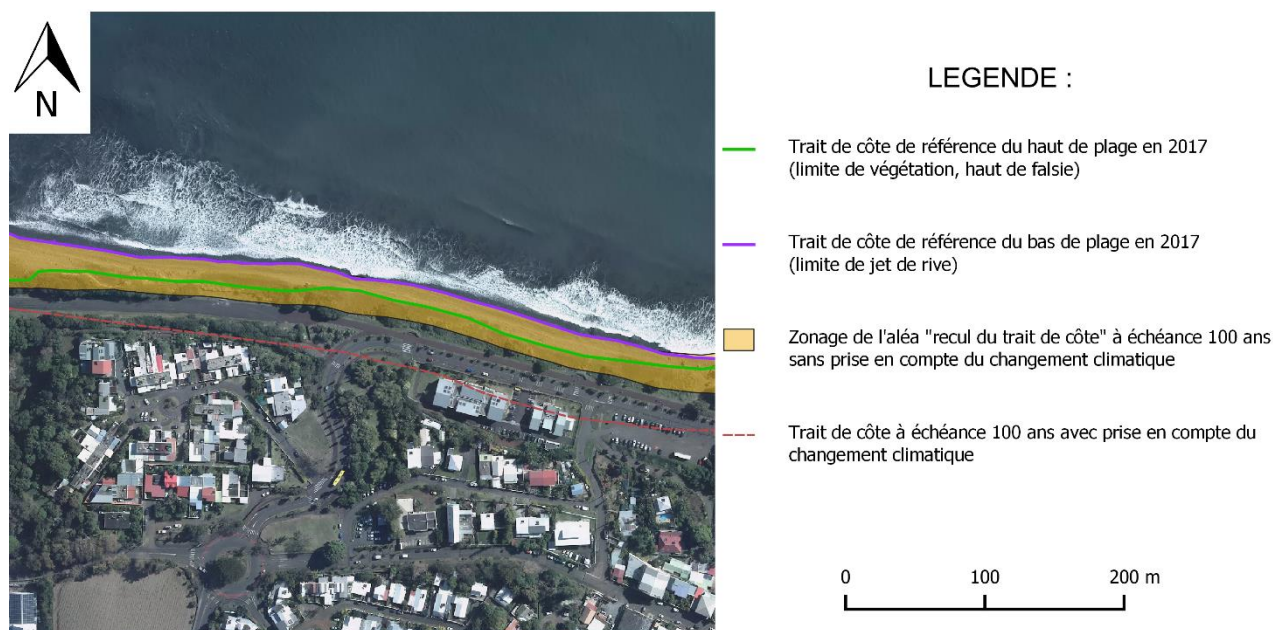 N
LEGENDE :
Trait de côte de référence du haut de plage en 2017
(limite de végétation, haut de falsie)
Trait de côte de référence du bas de plage en 2017
(limite de jet de rive)
Zonage de l'aléa "recul du trait de côte" à échéance 100 ans
sans prise en compte du changement climatique
Trait de côte à échéance 100 ans avec prise en compte du
changement climatique
0 100 200 m